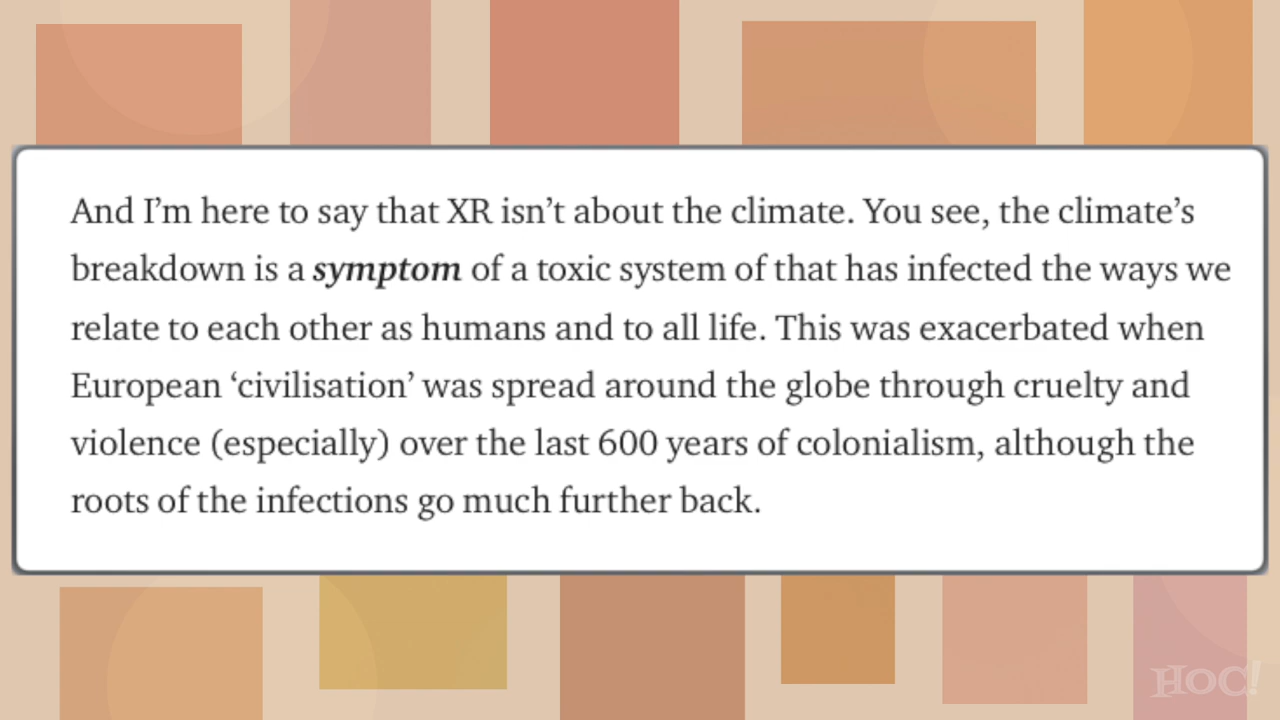 And I’m here to say that XR isn’t about the climate. You see, the climate’s
breakdown is a symptom of a toxic system of that has infected the ways we
relate to each other as humans and to all life. This was exacerbated when
European ‘civilisation’ was spread around the globe through cruelty and
violence (especially) over the last 600 years of colonialism, although the
roots of the infections go much further back.
HOC!